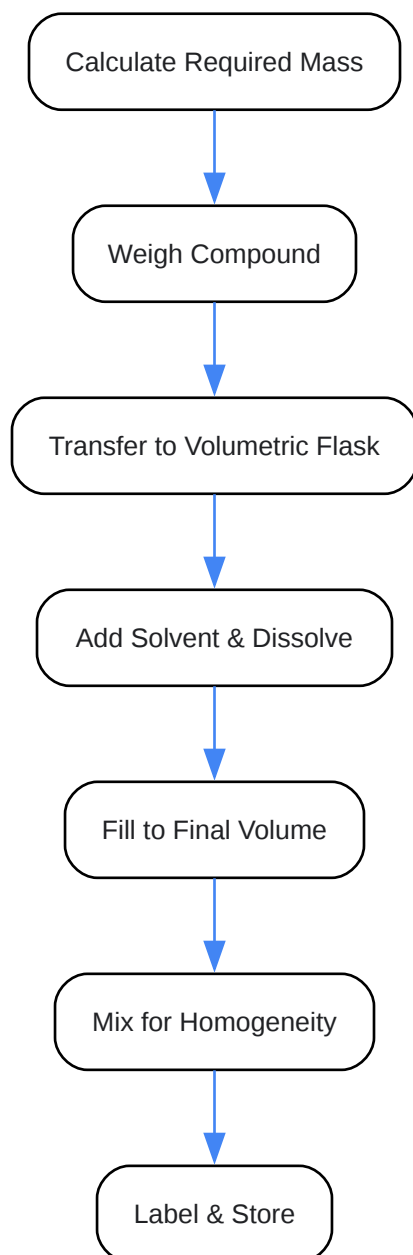 Calculate Required Mass
Weigh Compound
Transfer to Volumetric Flask
Add Solvent & Dissolve
Fill to Final Volume
Mix for Homogeneity
Label & Store